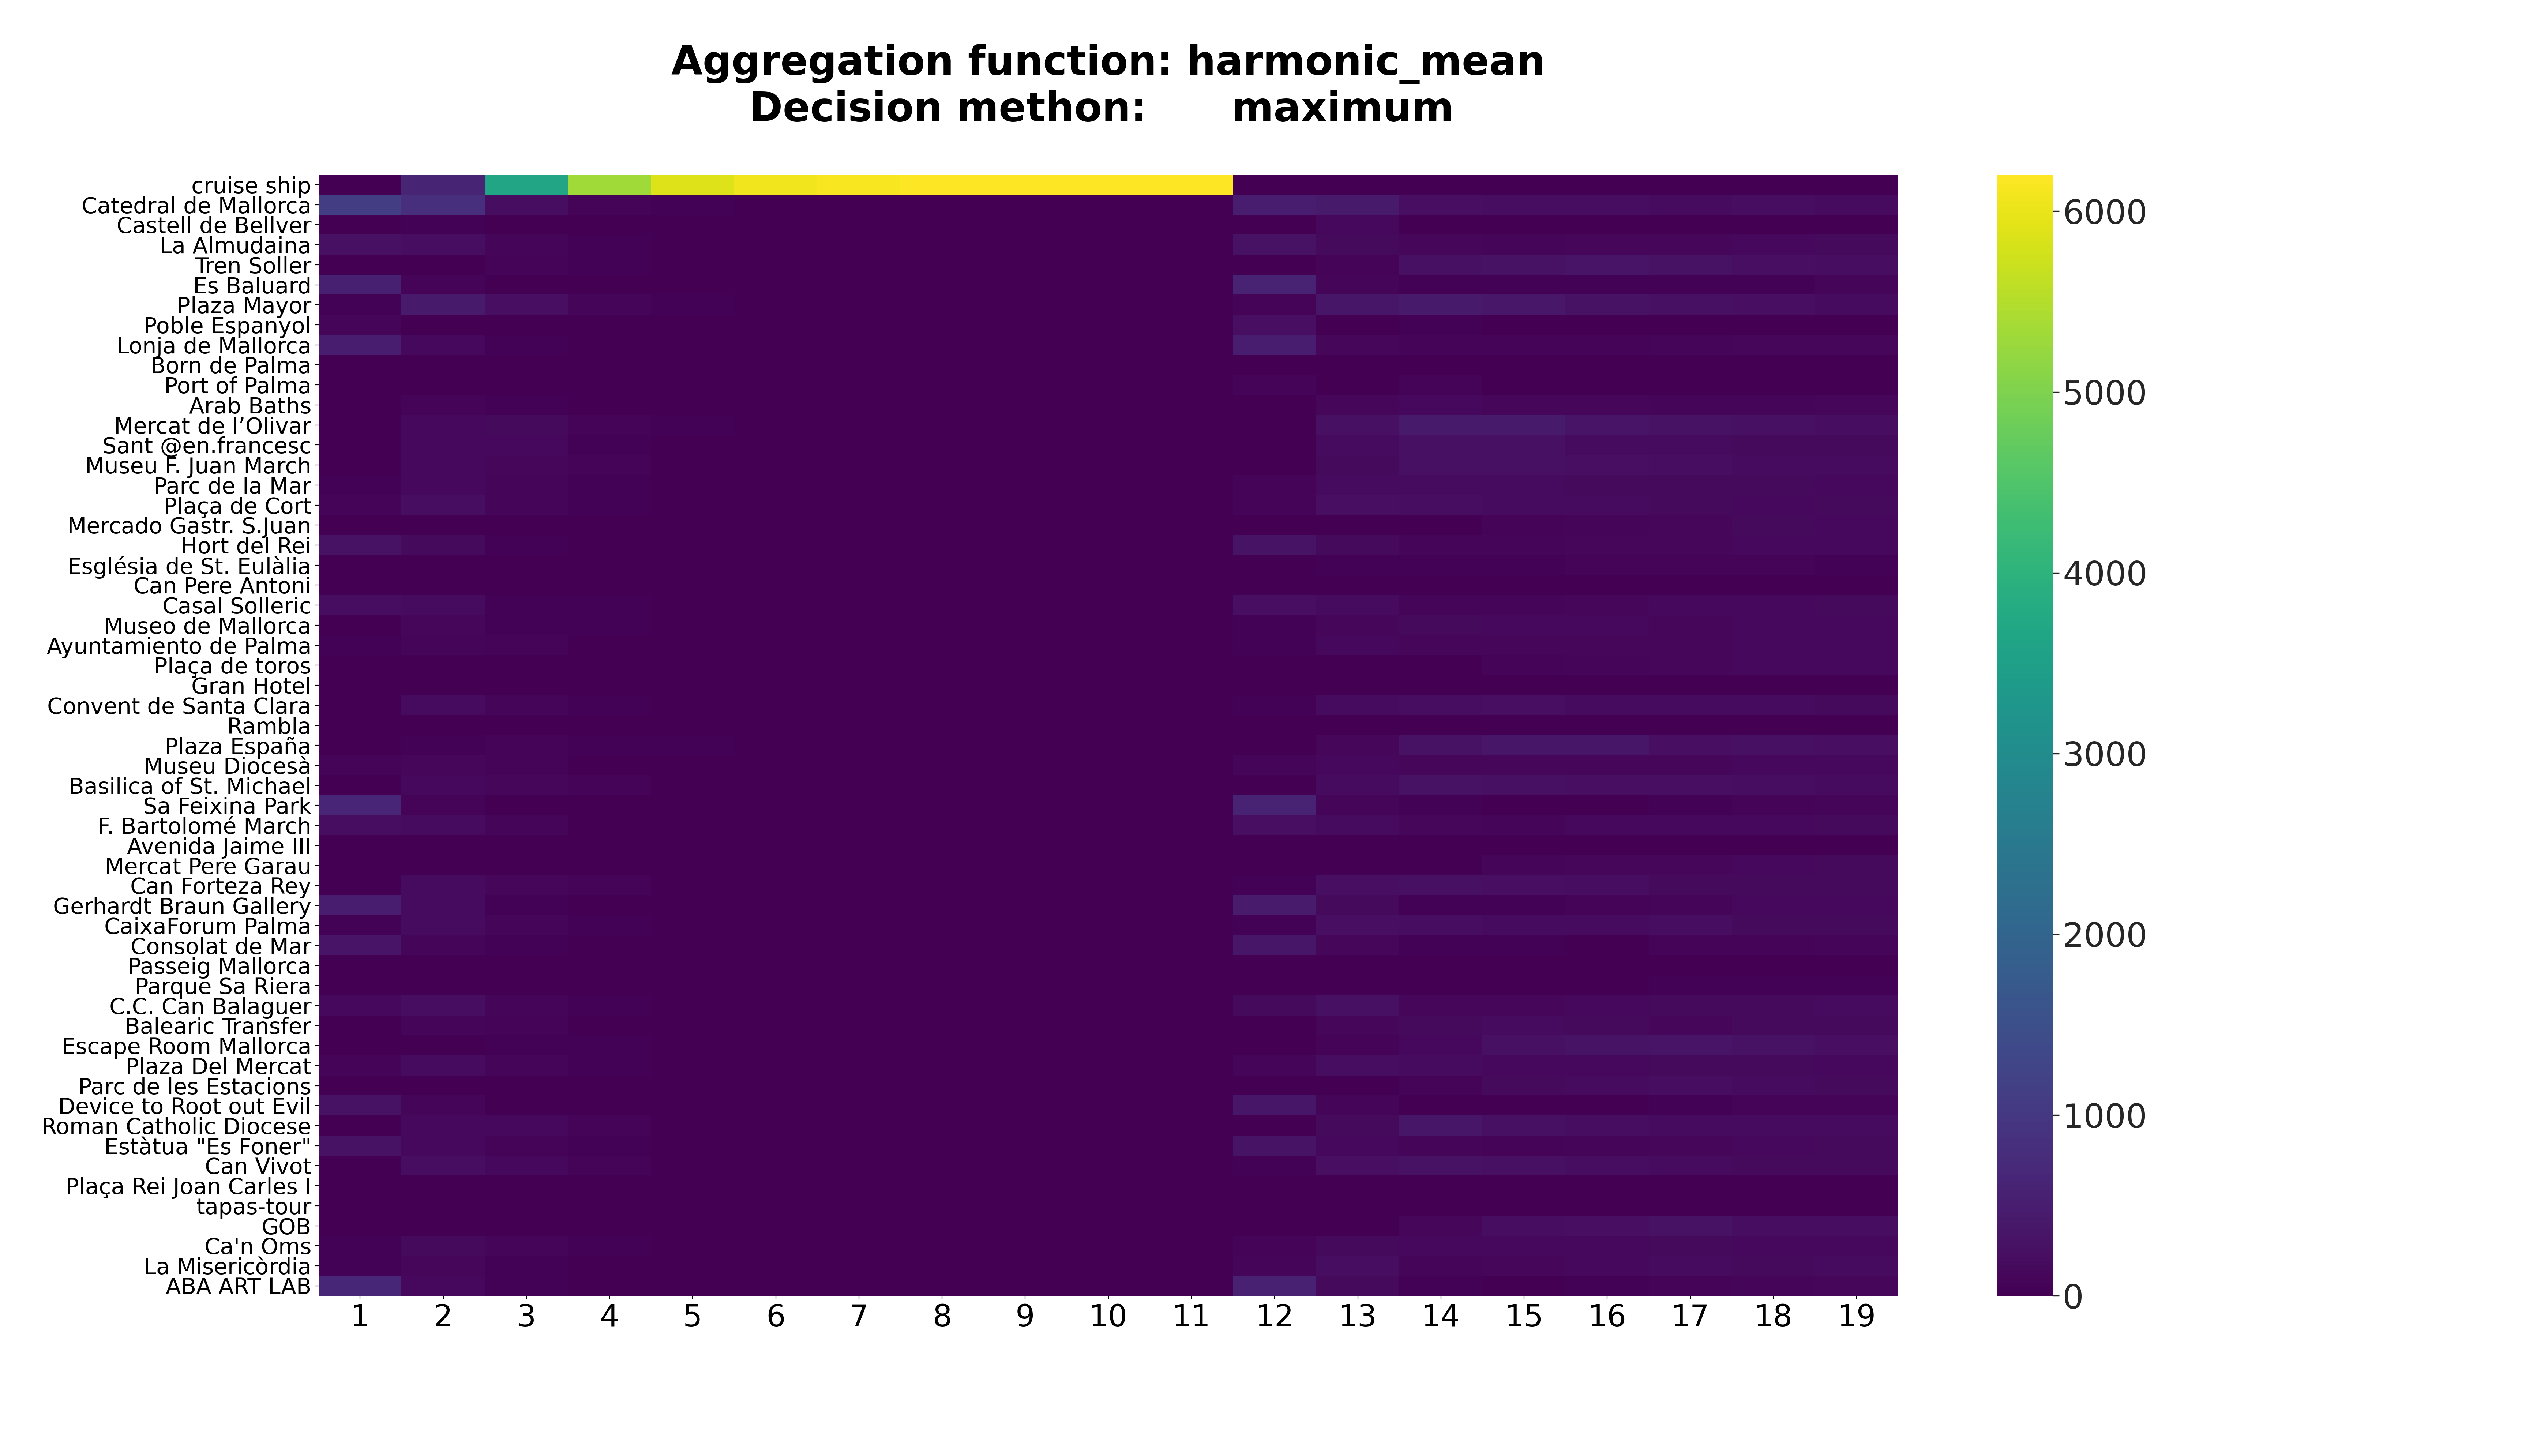 Aggregation function: harmonic_mean
Decision methon: maximum
cruise ship
Catedral de Mallorca
Castell de Bellver
La Almudaina
Tren Soller
Es Baluard
Plaza Mayor
Poble Espanyol
Lonja de Mallorca
Born de Palma
Port of Palma
Arab Baths
Mercat de l’Olivar
Sant @en.francesc
Museu F. Juan March
Parc de la Mar
Plaça de Cort
Mercado Gastr. S.Juan
Hort del Rei
Església de St. Eulàlia
Can Pere Antoni
Casal Solleric
Museo de Mallorca
Ayuntamiento de Palma
Plaça de toros
Gran Hotel
Convent de Santa Clara
Rambla
Plaza España
Museu Diocesà
Basilica of St. Michael
Sa Feixina Park
F. Bartolomé March
Avenida Jaime III
Mercat Pere Garau
Can Forteza Rey
Gerhardt Braun Gallery
CaixaForum Palma
Consolat de Mar
Passeig Mallorca
Parque Sa Riera
C.C. Can Balaguer
Balearic Transfer
Escape Room Mallorca
Plaza Del Mercat
Parc de les Estacions
Device to Root out Evil
Roman Catholic Diocese
Estàtua "Es Foner"
Can Vivot
Plaça Rei Joan Carles I
tapas-tour
GOB
Ca'n Oms
La Misericòrdia
ABA ART LAB
1 2 3 4 5 6 7 8 9 10 11 12 13 14 15 16 17 18 19
6000
5000
4000
3000
2000
1000
0